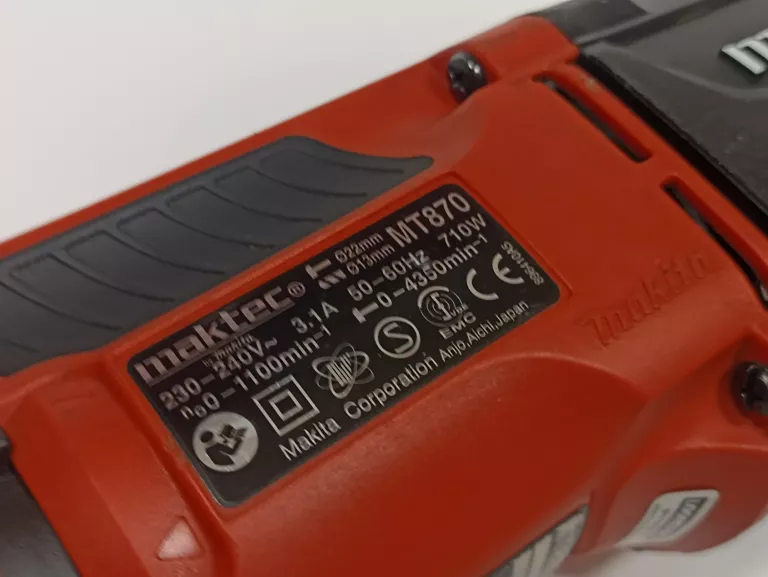 maktec®
by makita
Ø22mm
Ø13mm
MT870
230–240V~ 3.1A 50–60Hz 710W
n₀0–1100min⁻¹ 0–4350min⁻¹
S
EMC
CE
Makita Corporation Anjo,Aichi,Japan
makita